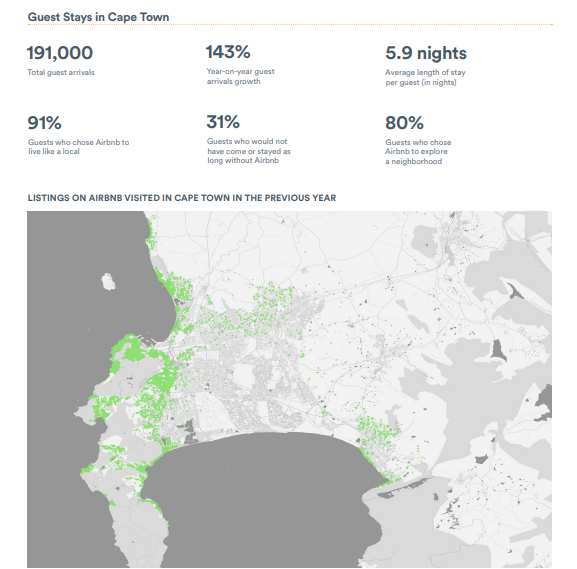 Guest Stays in Cape Town
191,000
Total guest arrivals
143%
Year-on-year guest
arrivals growth
5.9 nights
Average length of stay
per guest (in nights)
91%
Guests who chose Airbnb to
live like a local
31%
Guests who would not
have come or stayed as
long without Airbnb
80%
Guests who chose
Airbnb to explore
a neighborhood
LISTINGS ON AIRBNB VISITED IN CAPE TOWN IN THE PREVIOUS YEAR